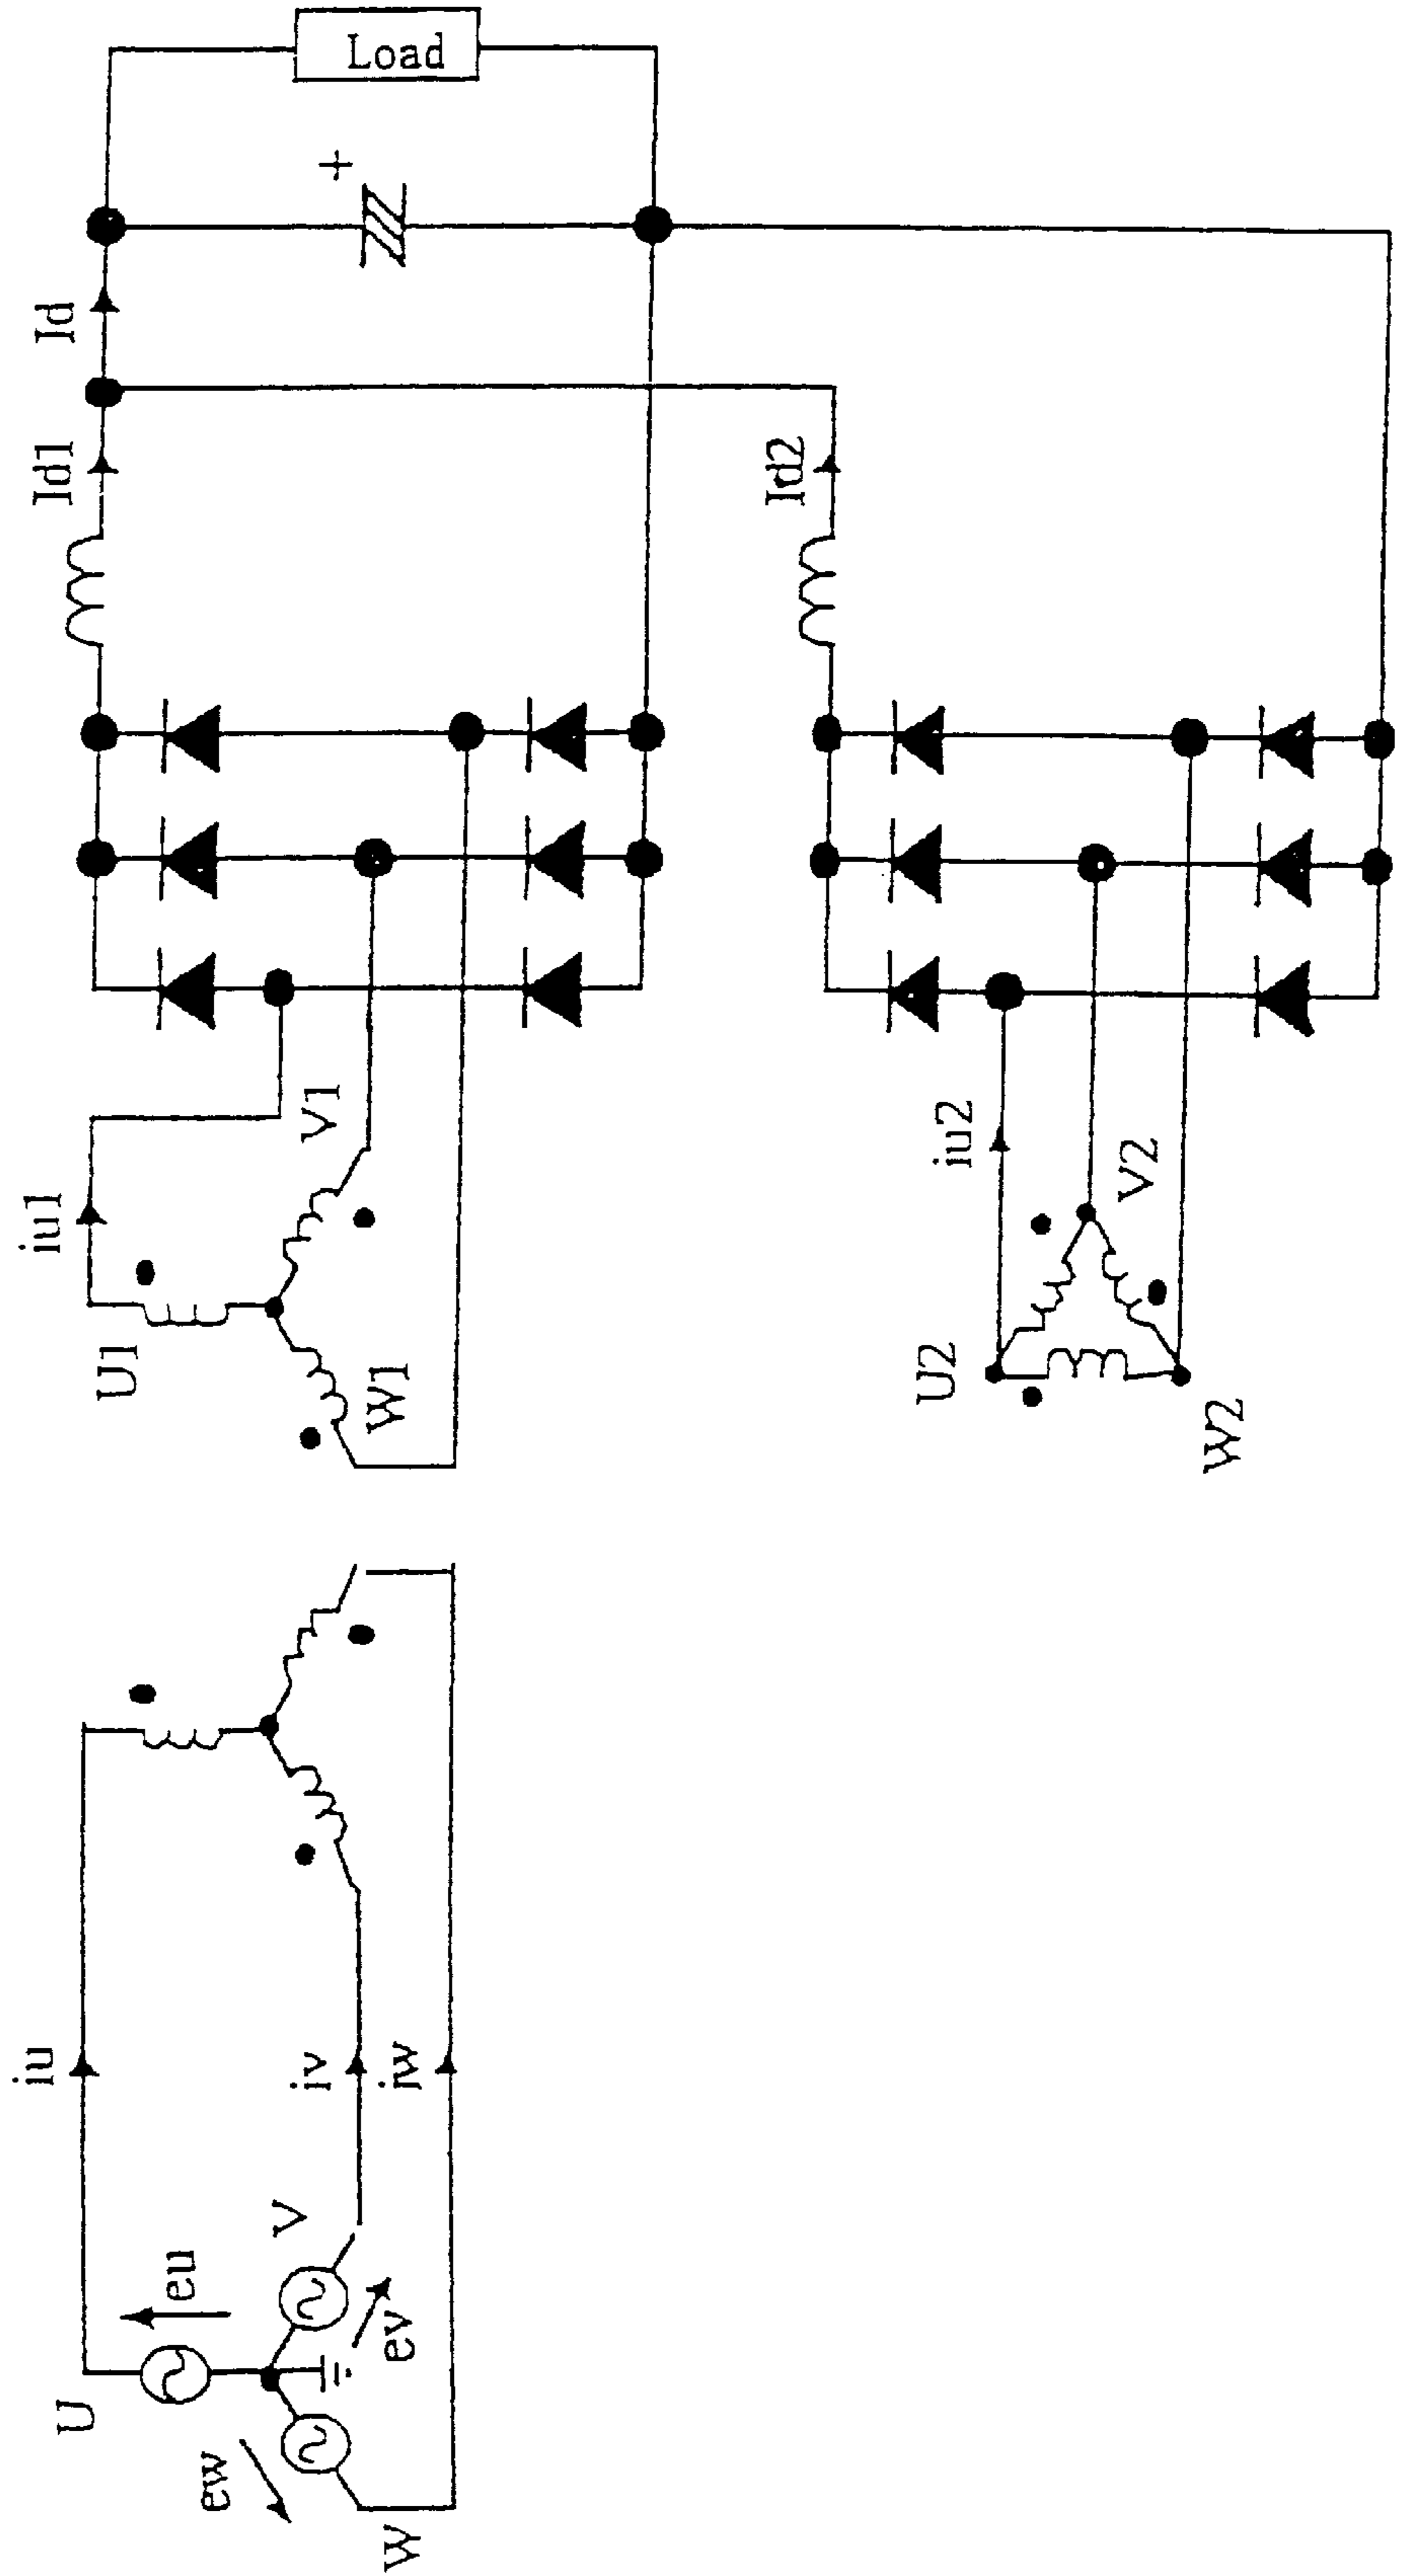 Load
+
Id
Id1
Id2
iu1
V1
U1
W1
iu2
V2
U2
W2
iu
iv
iw
U
eu
V
ev
ew
W